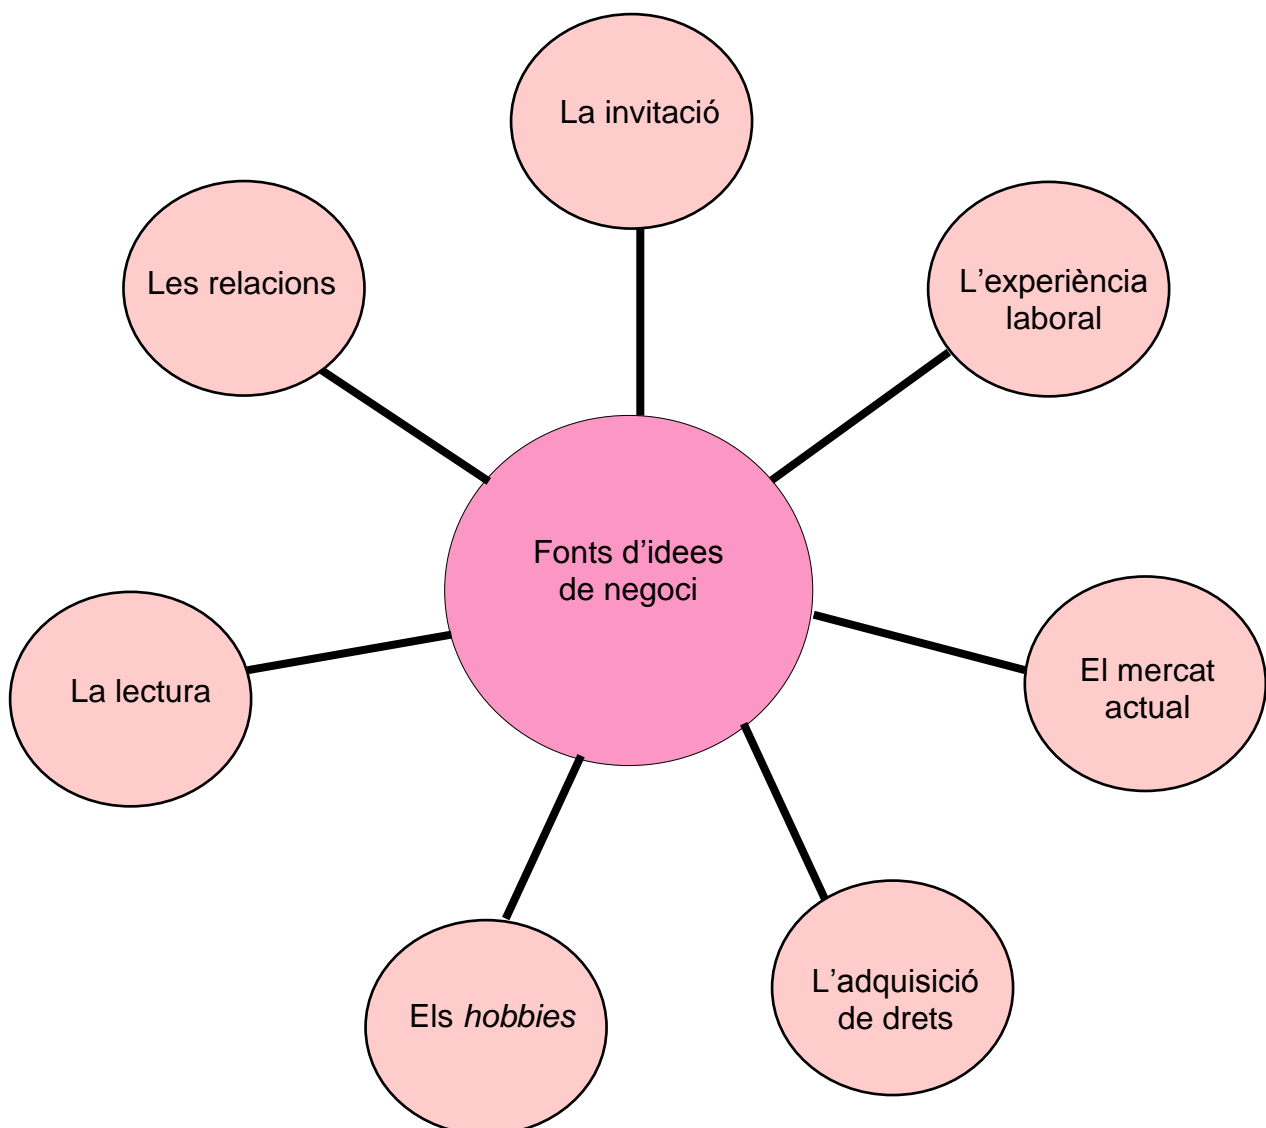 La invitació
Les relacions
L’experiència
laboral
Fonts d’idees
de negoci
El mercat
actual
La lectura
L’adquisició
de drets
Els hobbies